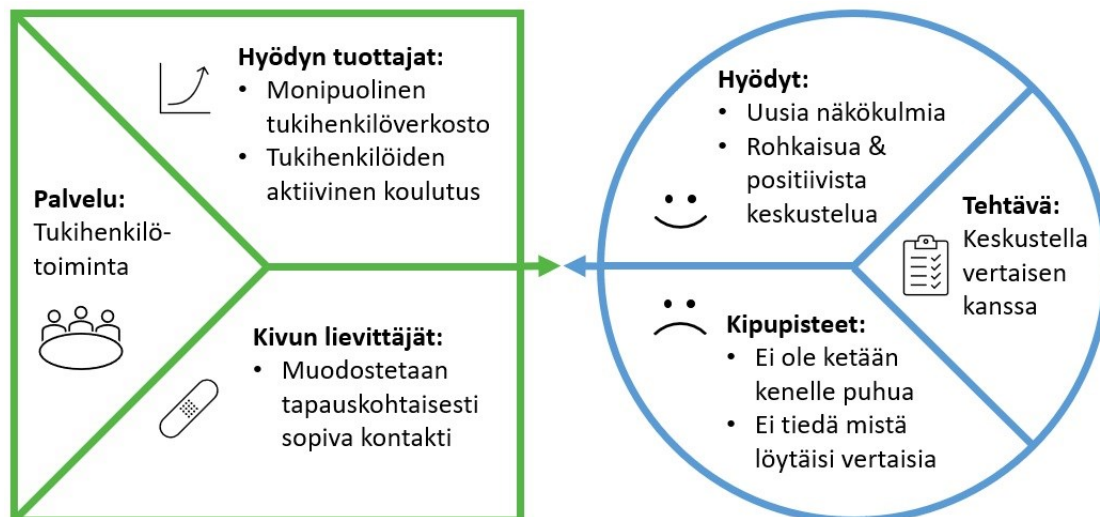 Palvelu:
Tukihenkilö-
toiminta
Hyödyn tuottajat:
• Monipuolinen
tukihenkilöverkosto
• Tukihenkilöiden
aktiivinen koulutus
Kivun lievittäjät:
• Muodostetaan
tapauskohtaisesti
sopiva kontakti
Hyödyt:
• Uusia näkökulmia
• Rohkaisua &
positiivista
keskustelua
Kipupisteet:
• Ei ole ketään
kenelle puhua
• Ei tiedä mistä
löytäisi vertaisia
Tehtävä:
Keskustella
vertaisen
kanssa